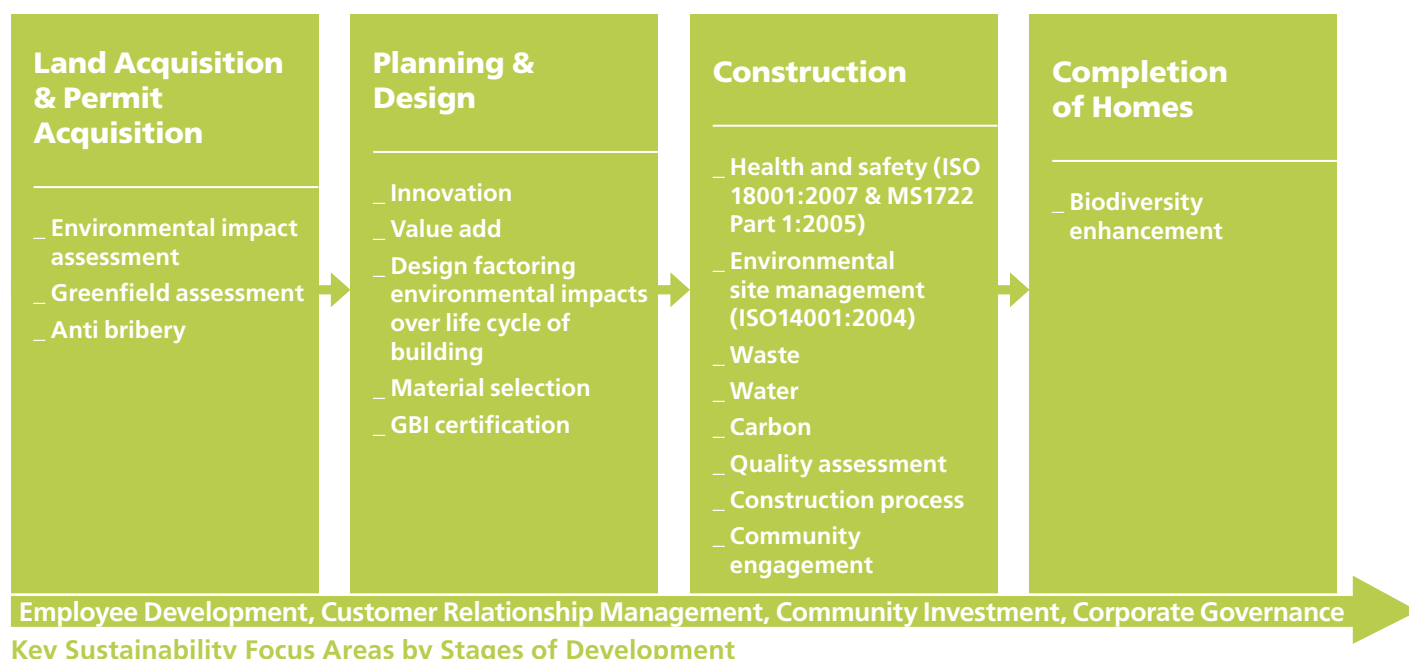 Land Acquisition
& Permit
Acquisition
_ Environmental impact
assessment
_ Greenfield assessment
_ Anti bribery
Planning &
Design
_ Innovation
_ Value add
_ Design factoring
environmental impacts
over life cycle of
building
_ Material selection
_ GBI certification
Construction
_ Health and safety (ISO
18001:2007 & MS1722
Part 1:2005)
_ Environmental
site management
(ISO14001:2004)
_ Waste
_ Water
_ Carbon
_ Quality assessment
_ Construction process
_ Community
engagement
Completion
of Homes
_ Biodiversity
enhancement
Employee Development, Customer Relationship Management, Community Investment, Corporate Governance
Key Sustainability Focus Areas by Stages of Development